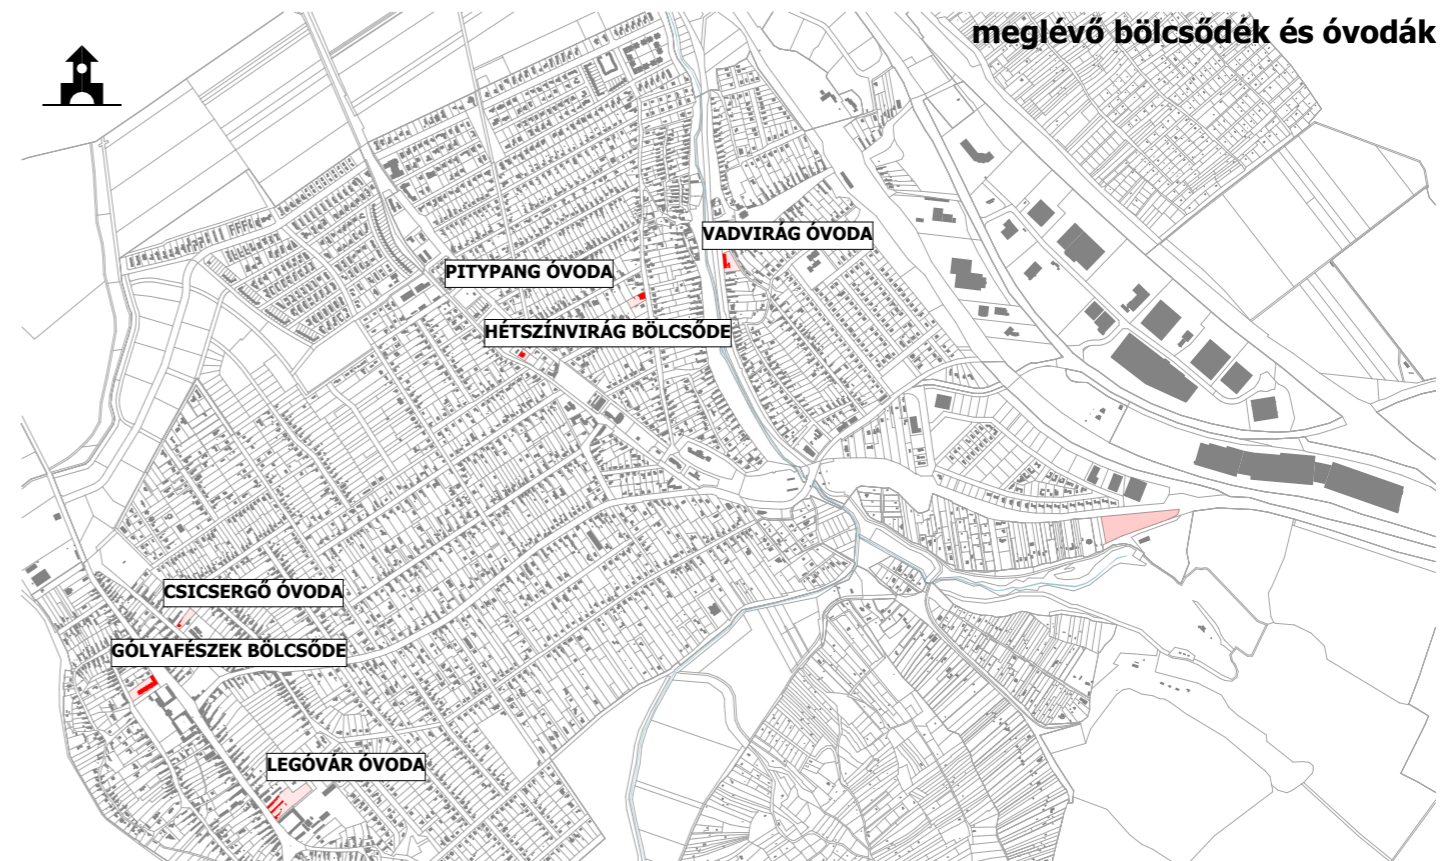 meglévő bölcsődék és óvodák
VADVIRÁG ÓVODA
PITYPANG ÓVODA
HÉTSZÍNVIRÁG BÖLCSŐDE
CSICSERGŐ ÓVODA
GÓLYAFÉSZEK BÖLCSŐDE
LEGÓVÁR ÓVODA